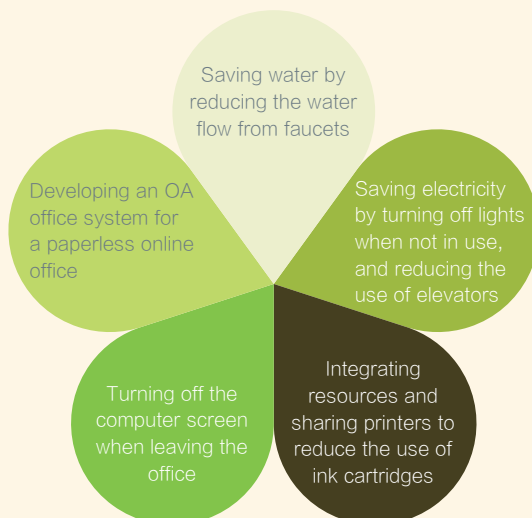 Saving water by
reducing the water
flow from faucets
Saving electricity
by turning off lights
when not in use,
and reducing the
use of elevators
Integrating
resources and
sharing printers to
reduce the use of
ink cartridges
Turning off the
computer screen
when leaving the
office
Developing an OA
office system for
a paperless online
office